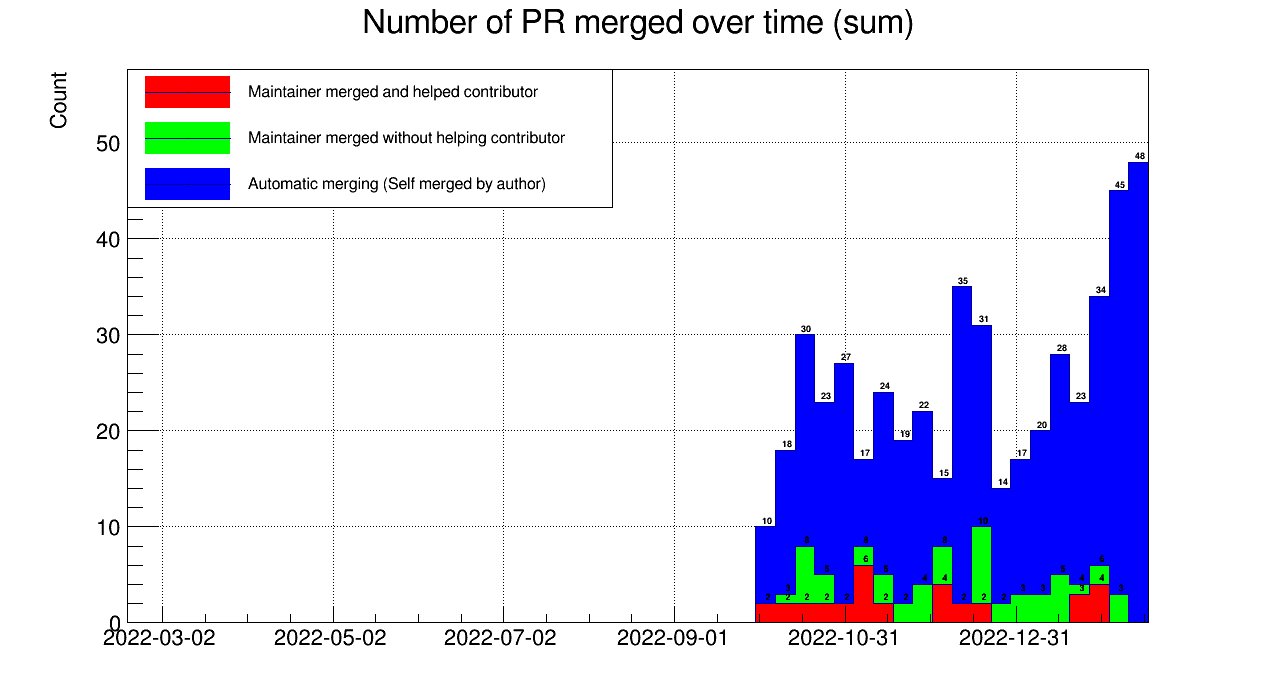 Number of PR merged over time (sum)
Count
Maintainer merged and helped contributor
Maintainer merged without helping contributor
Automatic merging (Self merged by author)
50
40
30
20
10
0
48
45
35
34
31
30
28
27
24
23
23
22
20
19
18
17
17
15
14
10
10
8 8 8
6 6
5 5 5
4 4 4 4
3 3 3 3 3
2 2 2 2 2 2 2 2 2 2
2022-03-02 2022-05-02 2022-07-02 2022-09-01 2022-10-31 2022-12-31